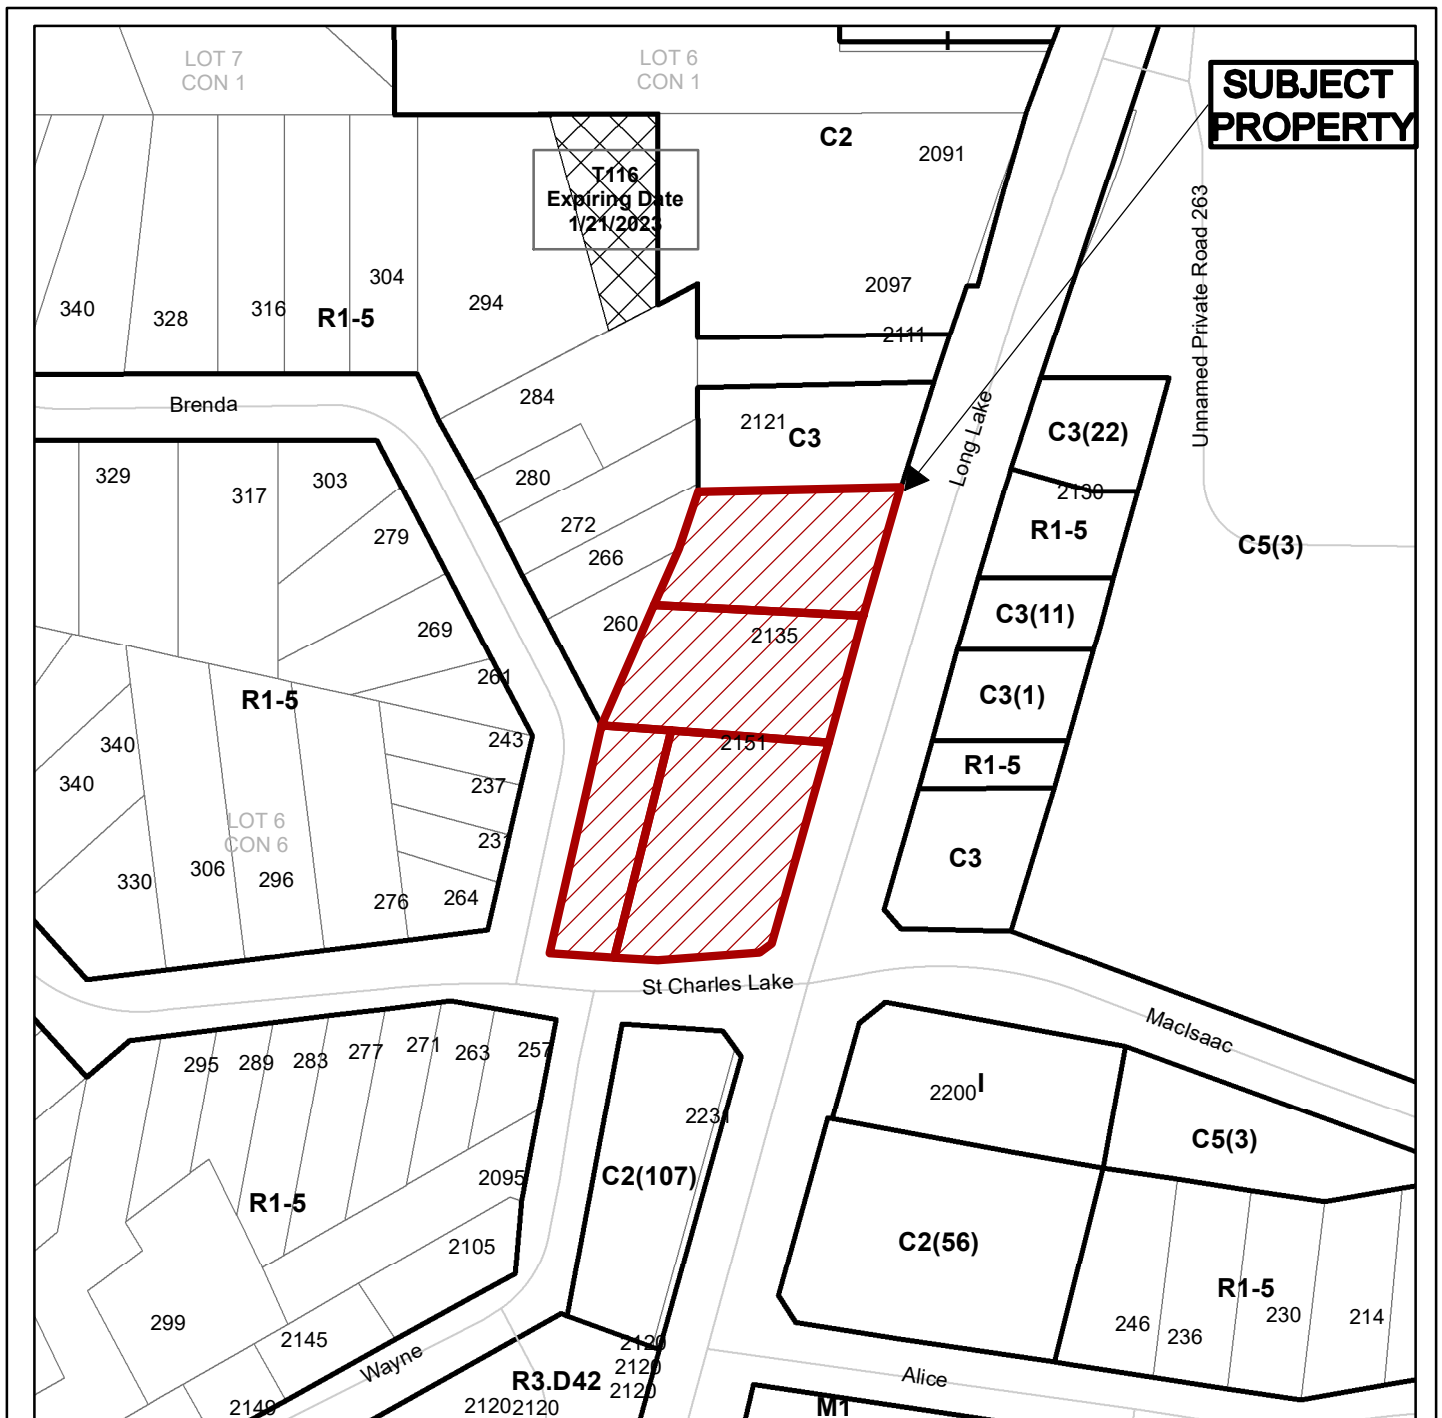 LOT 7
CON 1
LOT 6
CON 1
SUBJECT
PROPERTY
C2
2091
T116
Expiring Date
1/21/2023
Unnamed Private Road 263
340
328
316
R1-5
304
294
2097
2111
284
Brenda
2121
C3
Long Lake
C3(22)
329
317
303
280
2130
279
272
R1-5
C5(3)
266
269
260
2135
C3(11)
261
R1-5
C3(1)
340
243
2151
340
237
R1-5
LOT 6
CON 6
231
C3
330
306
296
276
264
St Charles Lake
MacIsaac
295
289
283
277
271
263
257
2200
I
2231
C5(3)
2095
C2(107)
R1-5
2105
C2(56)
R1-5
299
2145
246
236
230
214
2120
2120
2120
Wayne
R3.D42
Alice
2149
2120
2120
M1